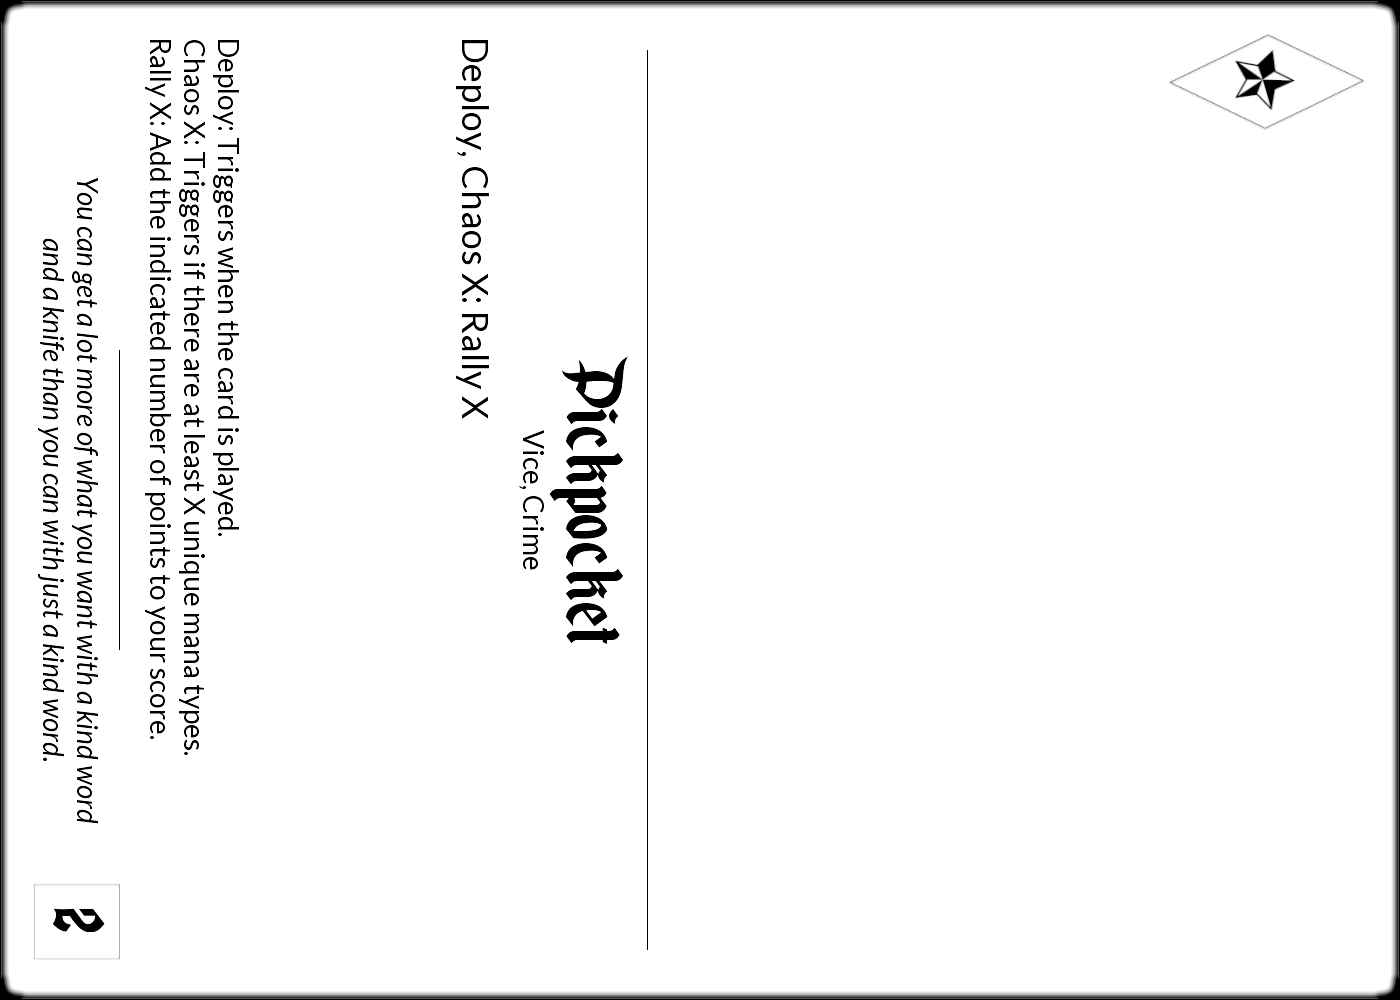 Pickpocket
Vice, Crime
Deploy, Chaos X: Rally X
Deploy: Triggers when the card is played.
Chaos X: Triggers if there are at least X unique mana types.
Rally X: Add the indicated number of points to your score.
You can get a lot more of what you want with a kind word
and a knife than you can with just a kind word.
2